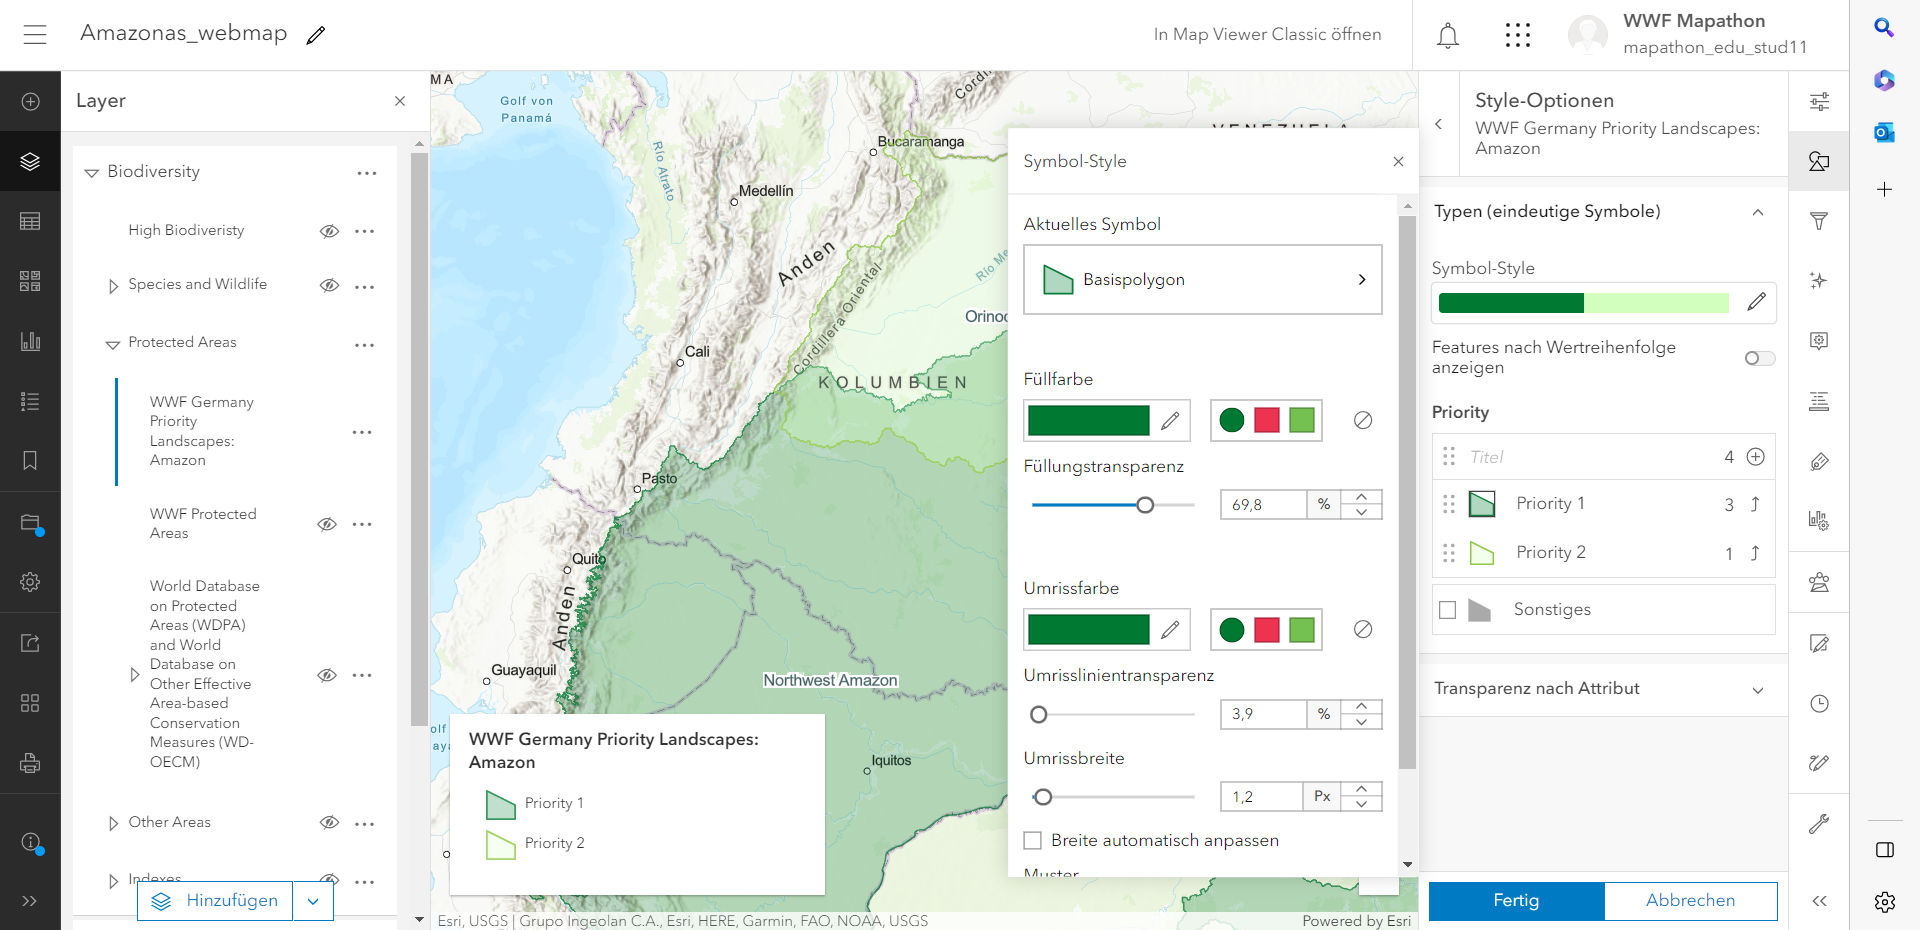 Amazonas_webmap
In Map Viewer Classic öffnen
WWF Mapathon
mapathon_edu_stud11
Layer
Biodiversity
High Biodiveristy
Species and Wildlife
Protected Areas
WWF Germany
Priority
Landscapes:
Amazon
WWF Protected
Areas
World Database
on Protected
Areas (WDPA)
and World
Database on
Other Effective
Area-based
Conservation
Measures (WD-
OECM)
Other Areas
Indexes
Hinzufügen
MA
Golf von
Panamá
Río Atrato
Cordi
VENEZUELA
Bucaramanga
Medellín
Anden
Río Me
Cordillera Oriental
Orinoc
Cali
KOLUMBIEN
Pasto
Quito
Anden
Guayaquil
Northwest Amazon
olf
aya
Iquitos
WWF Germany Priority Landscapes:
Amazon
Priority 1
Priority 2
Esri, USGS | Grupo Ingeolan C.A., Esri, HERE, Garmin, FAO, NOAA, USGS
Powered by Esri
Symbol-Style
Aktuelles Symbol
Basispolygon
Füllfarbe
Füllungstransparenz
69,8 %
Umrissfarbe
Umrisslinientransparenz
3,9 %
Umrissbreite
1,2 Px
Breite automatisch anpassen
Muster
Style-Optionen
WWF Germany Priority Landscapes:
Amazon
Typen (eindeutige Symbole)
Symbol-Style
Features nach Wertreihenfolge
anzeigen
Priority
Titel 4
Priority 1 3
Priority 2 1
Sonstiges
Transparenz nach Attribut
Fertig
Abbrechen